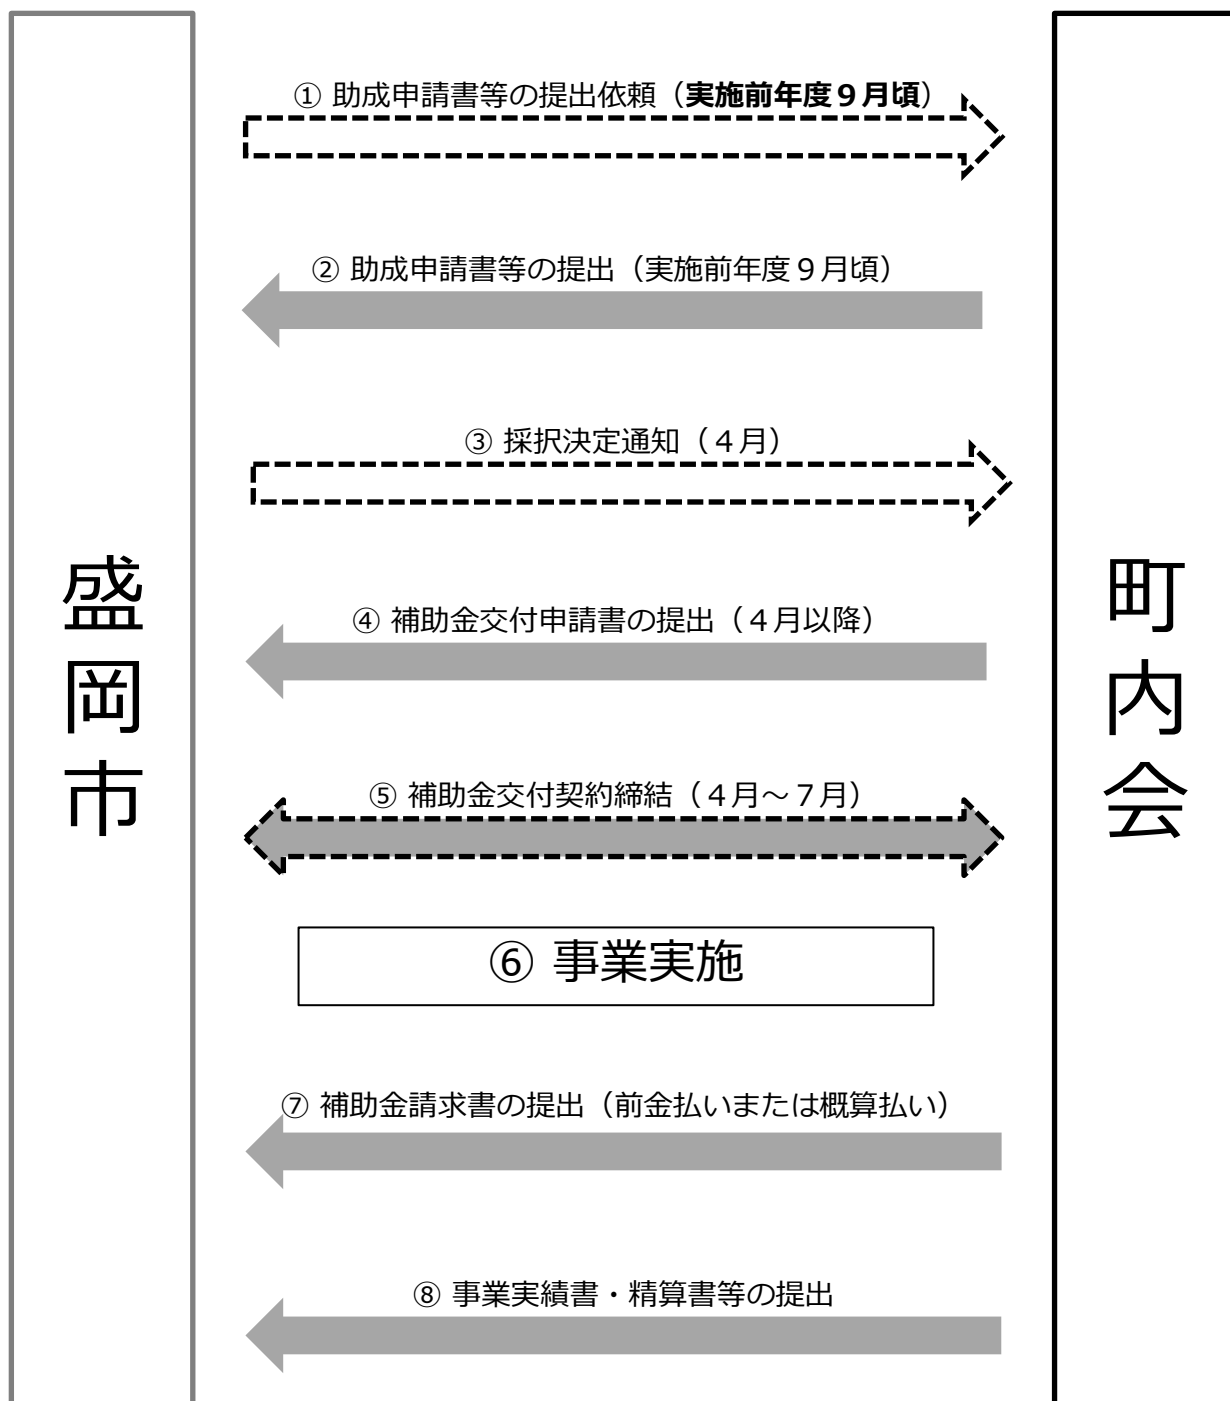 ① 助成申請書等の提出依頼（実施前年度９月頃）
② 助成申請書等の提出（実施前年度９月頃）
③ 採択決定通知（４月）
④ 補助金交付申請書の提出（４月以降）
⑤ 補助金交付契約締結（４月～７月）
⑥ 事業実施
⑦ 補助金請求書の提出（前金払いまたは概算払い）
⑧ 事業実績書・精算書等の提出
盛岡市
町内会